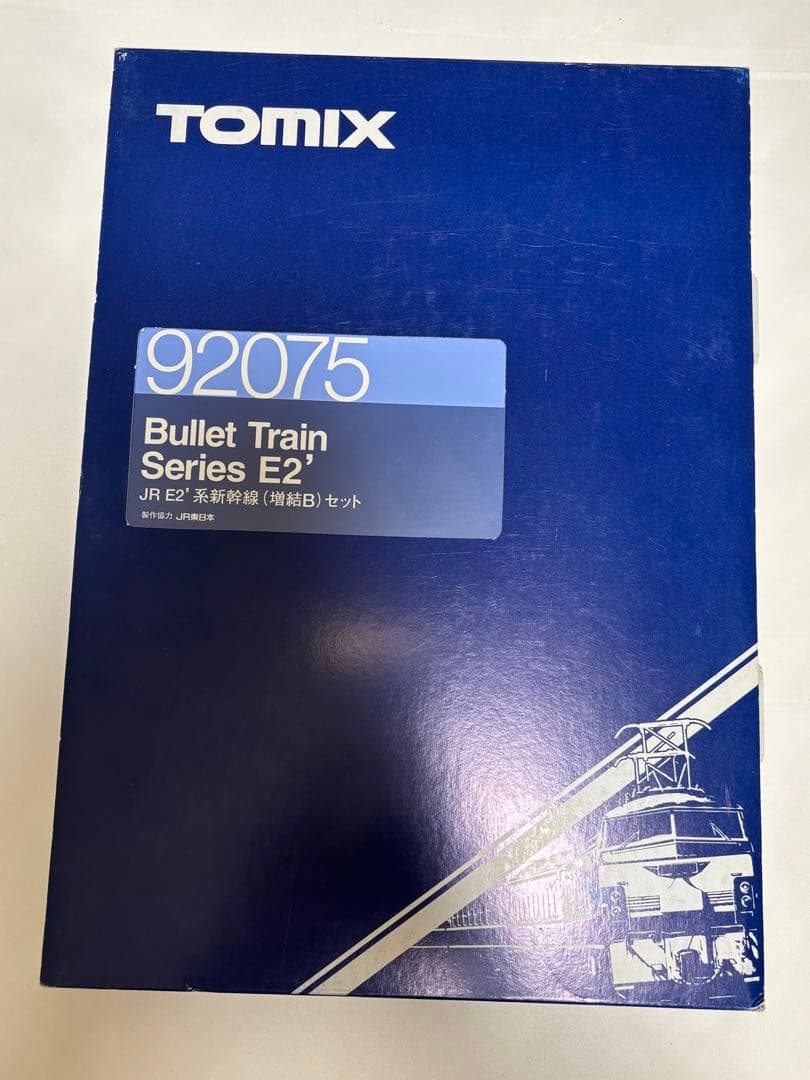 TOMIX
92075
Bullet Train
Series E2’
JR E2’系新幹線(増結B)セット
製作協力 JR東日本